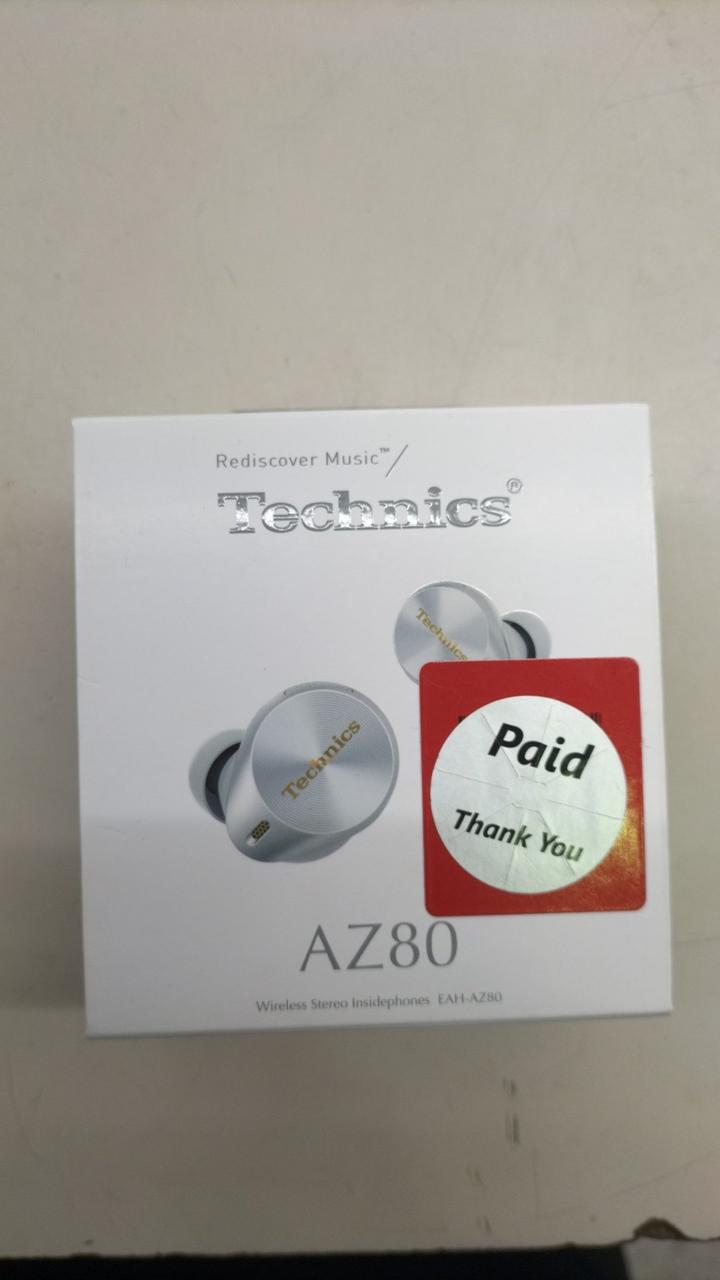 Rediscover Music™/
Technics®
Technics
Technics
Paid
Thank You
AZ80
Wireless Stereo Insidephones EAH-AZ80